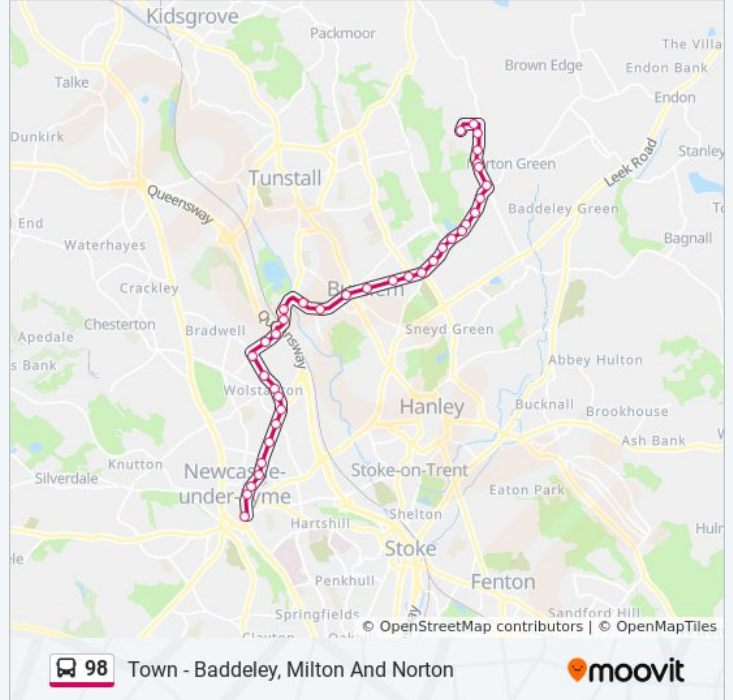 Kidsgrove
Packmoor
The Villa
Brown Edge
Endon Bank
Talke
Endon
Dunkirk
Stanley
Norton Green
Leek Road
Tunstall
Queensway
Baddeley Green
End
Bagnall
Waterhayes
Crackley
Burslem
Chesterton
Bradwell
Queensway
Sneyd Green
Apedale
Bank
Abbey Hulton
Wolstanton
Hanley
Bucknall
Brookhouse
Ash Bank
Knutton
Newcastle-
under-Lyme
Stoke-on-Trent
Silverdale
Eaton Park
Hartshill
Shelton
Stoke
Penkhull
Fenton
Springfields
Sandford Hill
© OpenStreetMap contributors | © OpenMapTiles
98 Town - Baddeley, Milton And Norton
moovit